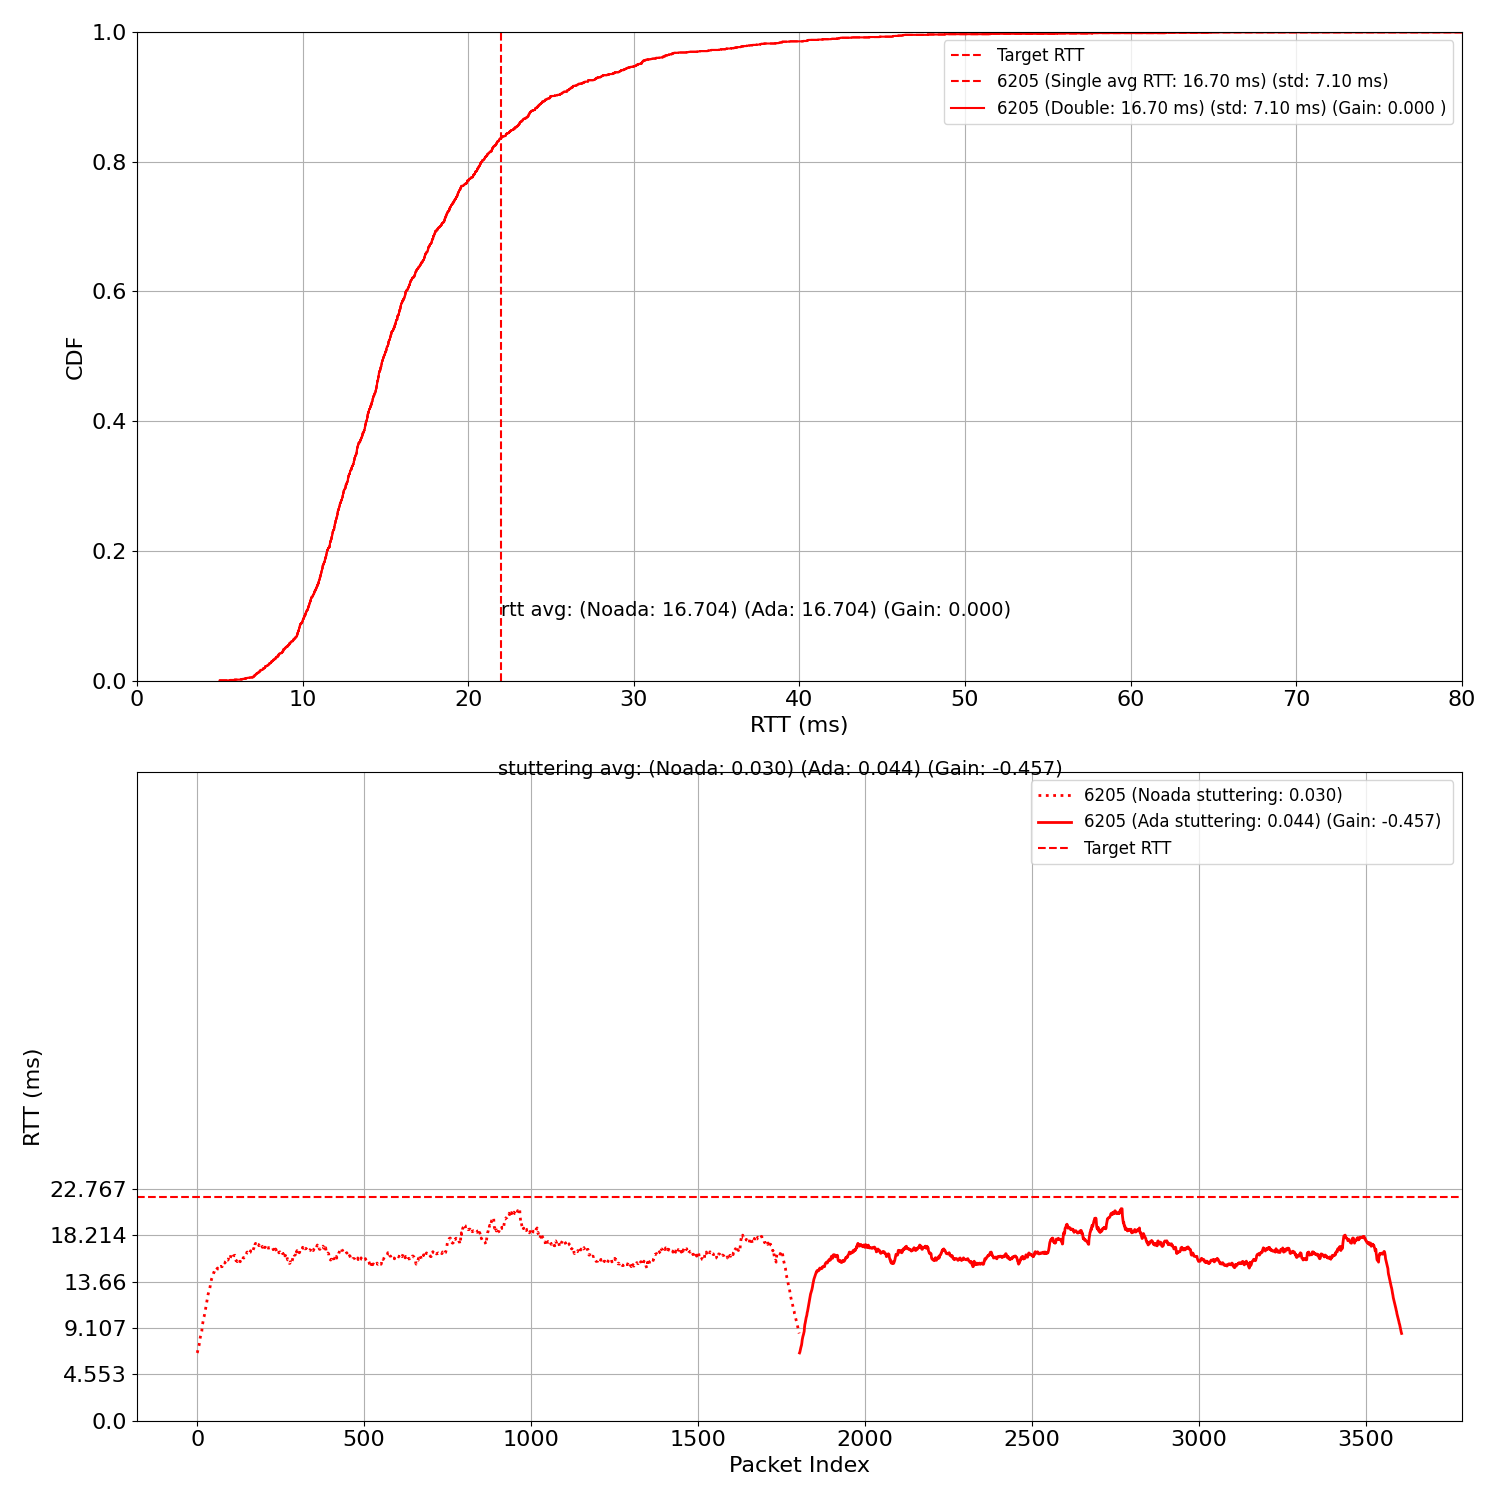 1.0
0.8
0.6
0.4
0.2
0.0
CDF
Target RTT
6205 (Single avg RTT: 16.70 ms) (std: 7.10 ms)
6205 (Double: 16.70 ms) (std: 7.10 ms) (Gain: 0.000 )
rtt avg: (Noada: 16.704) (Ada: 16.704) (Gain: 0.000)
0 10 20 30 40 50 60 70 80
RTT (ms)
stuttering avg: (Noada: 0.030) (Ada: 0.044) (Gain: -0.457)
6205 (Noada stuttering: 0.030)
6205 (Ada stuttering: 0.044) (Gain: -0.457)
Target RTT
RTT (ms)
22.767
18.214
13.66
9.107
4.553
0.0
0 500 1000 1500 2000 2500 3000 3500
Packet Index